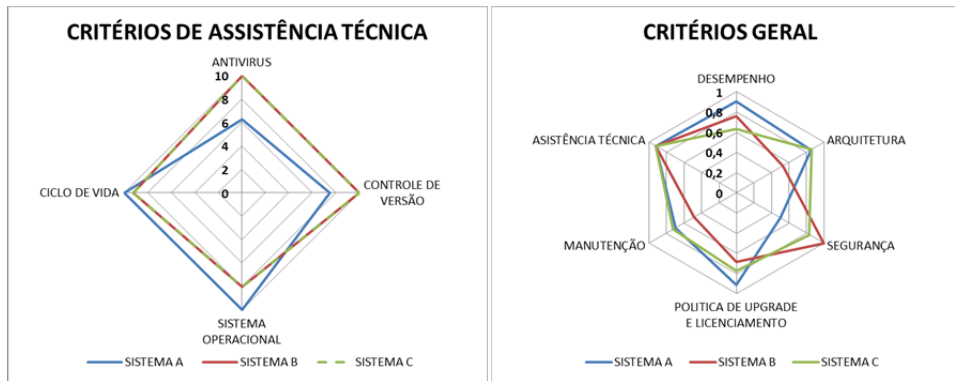 CRITÉRIOS DE ASSISTÊNCIA TÉCNICA
ANTIVIRUS
10
8
6
4
2
0
CICLO DE VIDA
CONTROLE DE
VERSÃO
SISTEMA
OPERACIONAL
SISTEMA A
SISTEMA B
SISTEMA C
CRITÉRIOS GERAL
DESEMPENHO
1
0,8
0,6
0,4
0,2
0
ASISTÊNCIA TÉCNICA
ARQUITETURA
MANUTENÇÃO
SEGURANÇA
POLITICA DE UPGRADE
E LICENCIAMENTO
SISTEMA A
SISTEMA B
SISTEMA C